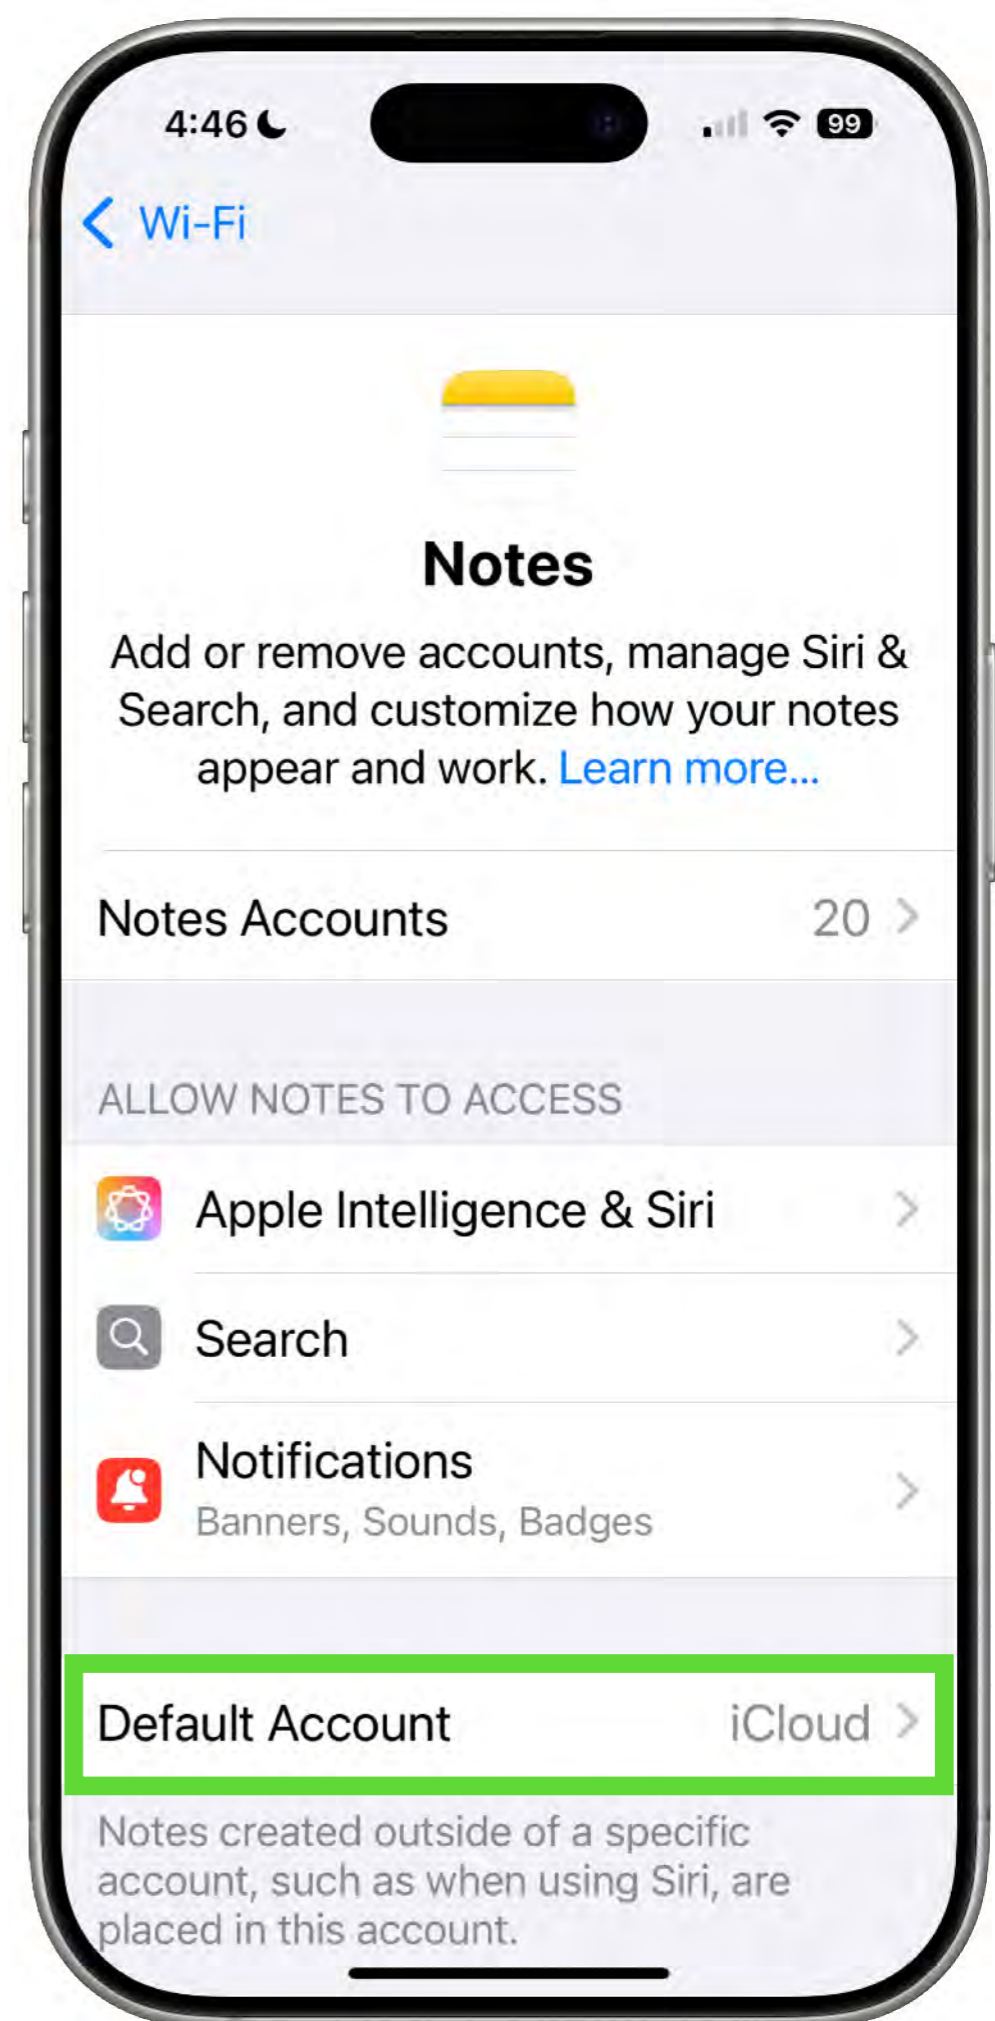 4:46
99
Wi-Fi
Notes
Add or remove accounts, manage Siri &
Search, and customize how your notes
appear and work. Learn more...
Notes Accounts 20
ALLOW NOTES TO ACCESS
Apple Intelligence & Siri
Search
Notifications
Banners, Sounds, Badges
Default Account iCloud
Notes created outside of a specific
account, such as when using Siri, are
placed in this account.